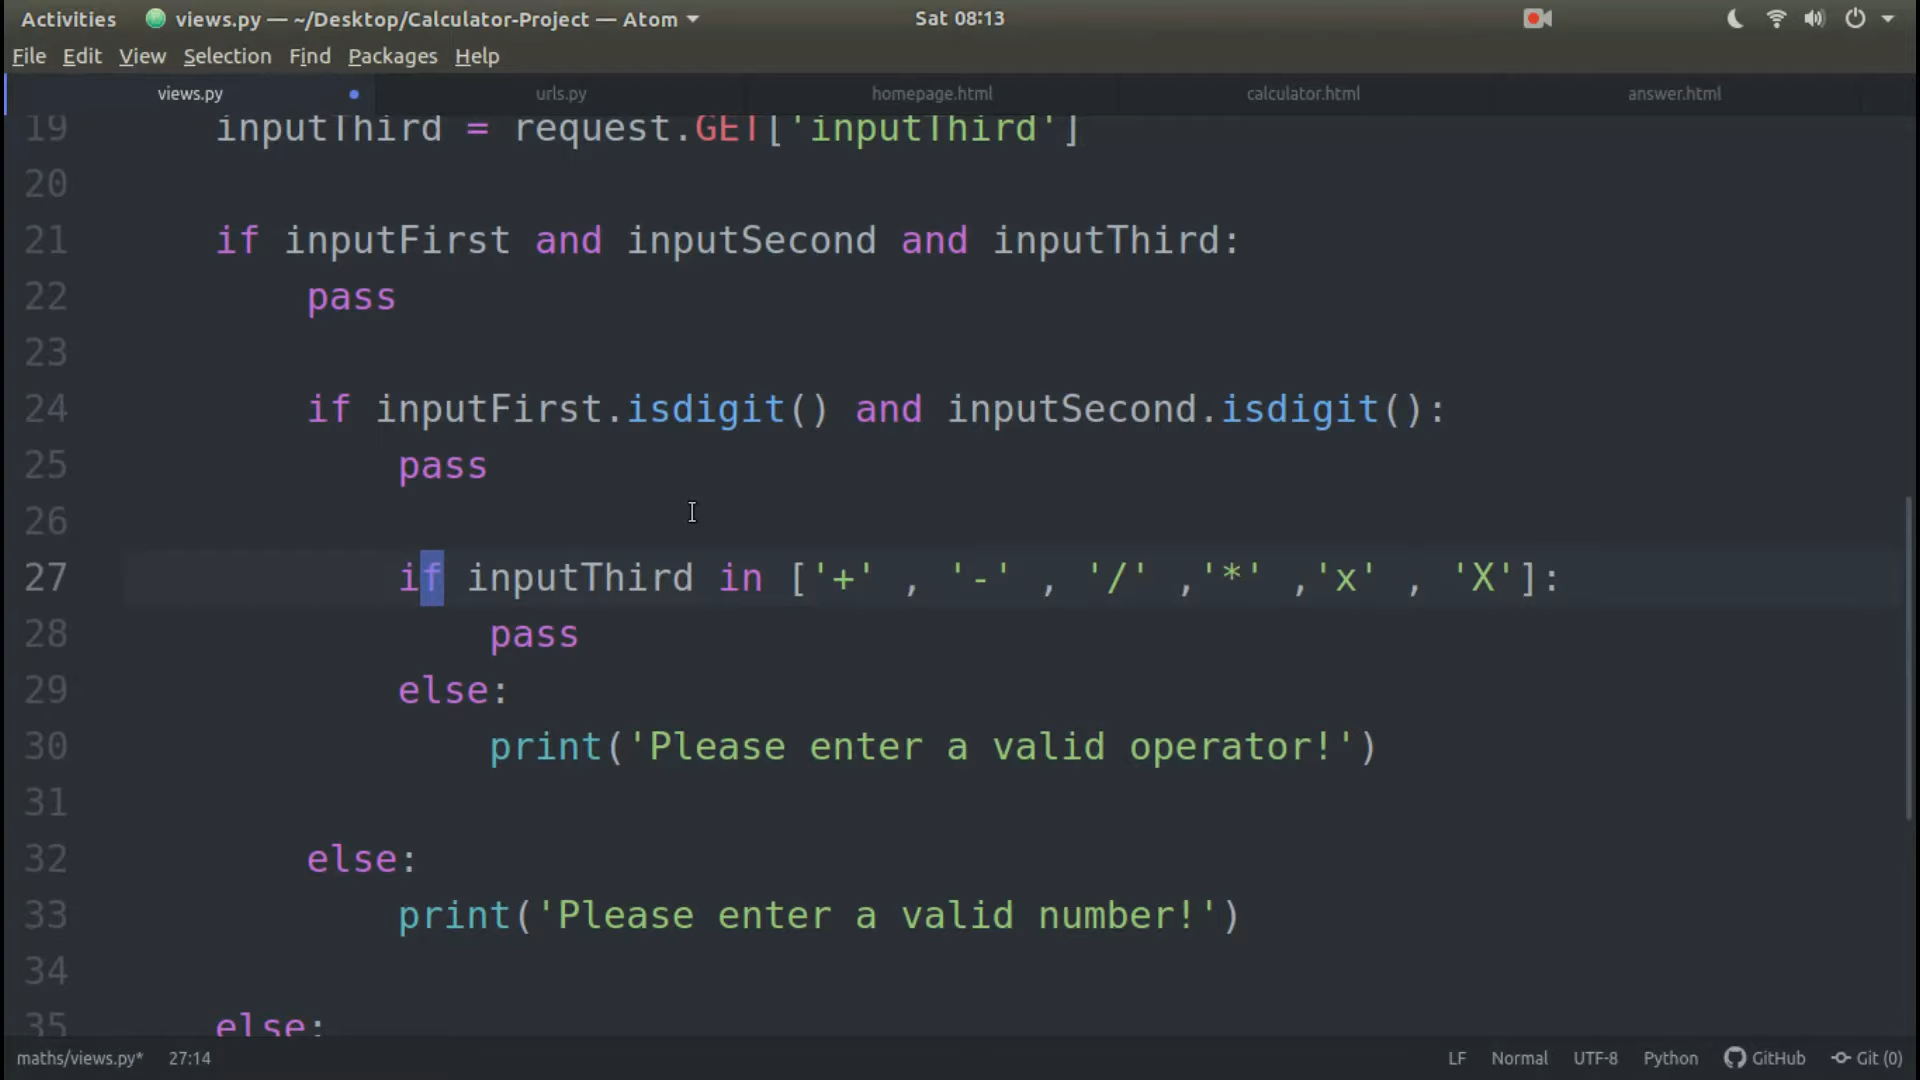 Activities views.py — ~/Desktop/Calculator-Project — Atom Sat 08:13
File Edit View Selection Find Packages Help
views.py urls.py homepage.html calculator.html answer.html
19 inputThird = request.GET['inputThird']
20
21 if inputFirst and inputSecond and inputThird:
22 pass
23
24 if inputFirst.isdigit() and inputSecond.isdigit():
25 pass
26
27 if inputThird in ['+' , '-' , '/' ,'*' ,'x' , 'X']:
28 pass
29 else:
30 print('Please enter a valid operator!')
31
32 else:
33 print('Please enter a valid number!')
34
35 else:
maths/views.py* 27:14 LF Normal UTF-8 Python GitHub Git (0)